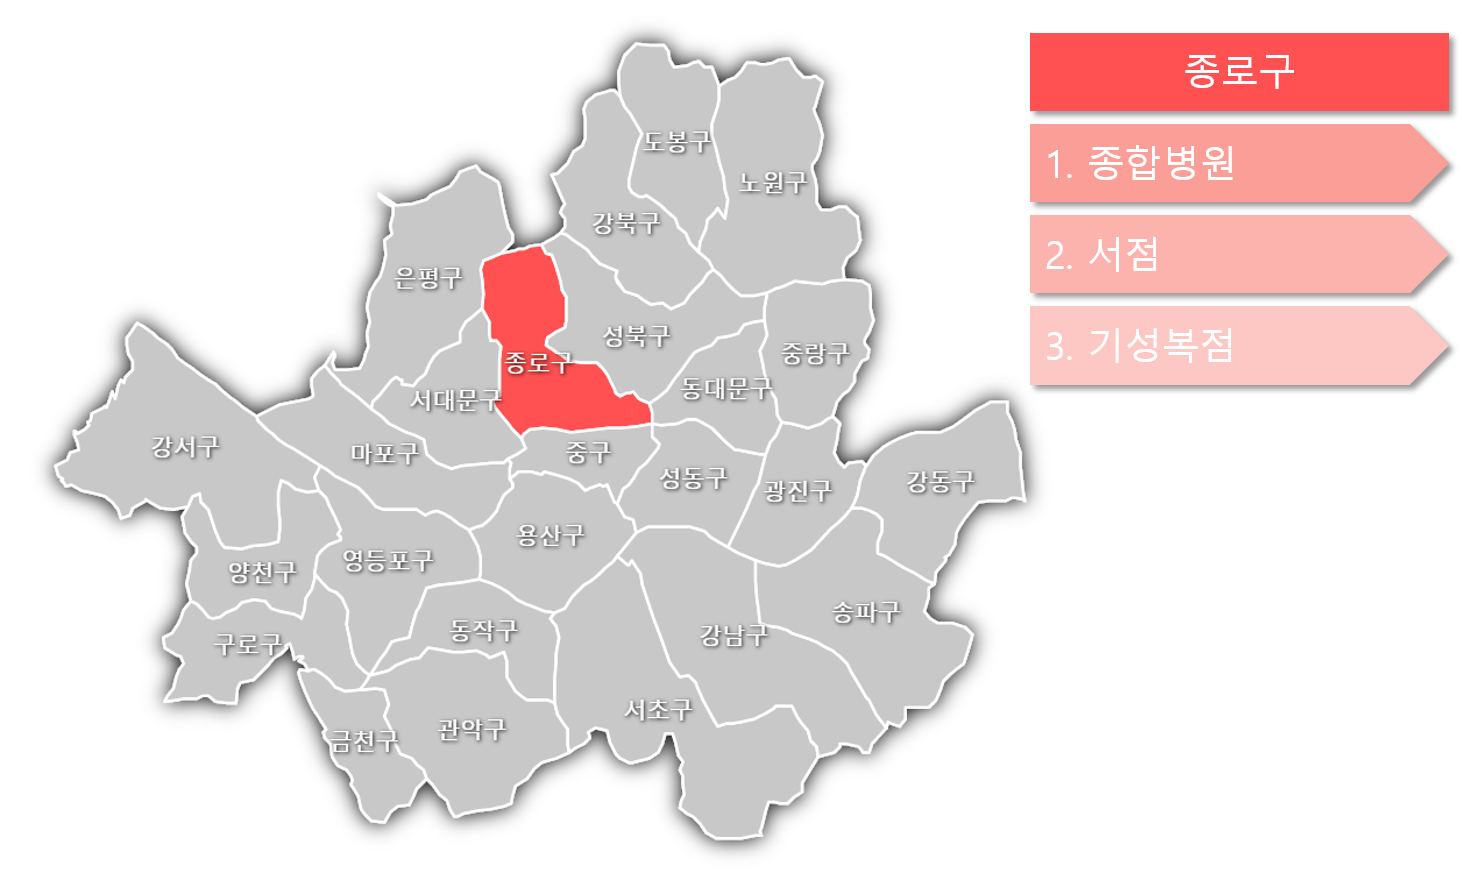 도봉구
노원구
강북구
은평구
성북구
중랑구
종로구
동대문구
서대문구
강서구
마포구
중구
성동구
광진구
강동구
용산구
영등포구
양천구
송파구
동작구
강남구
구로구
서초구
관악구
금천구
종로구
1. 종합병원
2. 서점
3. 기성복점